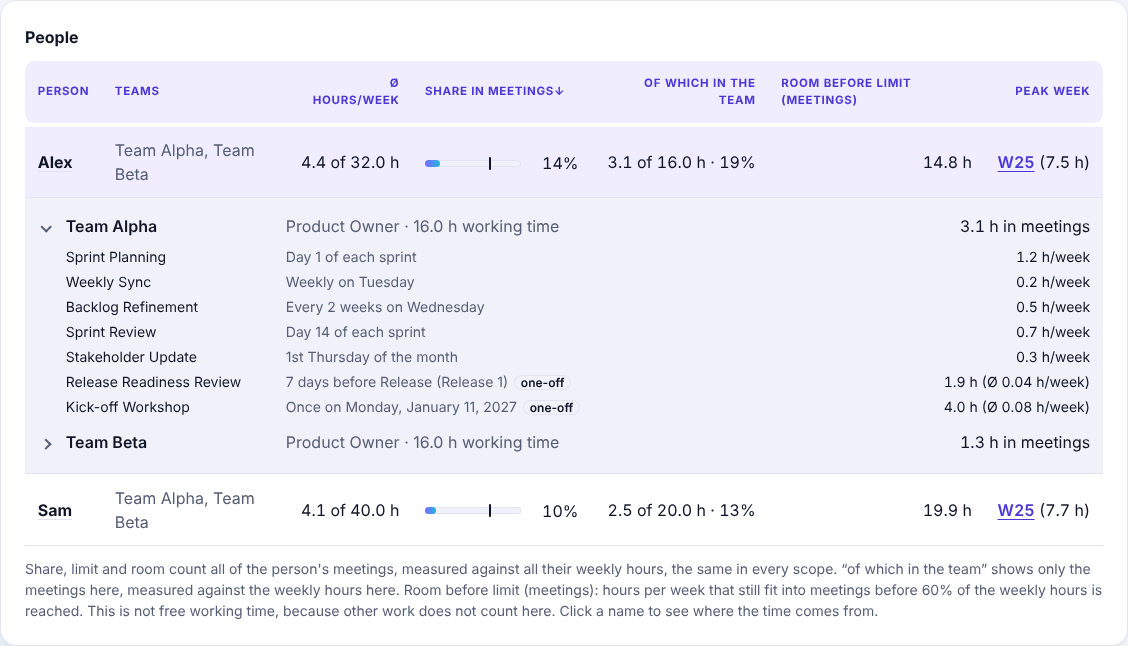 People
PERSON TEAMS Ø HOURS/WEEK SHARE IN MEETINGS↓ OF WHICH IN THE TEAM ROOM BEFORE LIMIT (MEETINGS) PEAK WEEK
Alex Team Alpha, Team Beta 4.4 of 32.0 h 14% 3.1 of 16.0 h · 19% 14.8 h W25 (7.5 h)
Team Alpha Product Owner · 16.0 h working time 3.1 h in meetings
Sprint Planning Day 1 of each sprint 1.2 h/week
Weekly Sync Weekly on Tuesday 0.2 h/week
Backlog Refinement Every 2 weeks on Wednesday 0.5 h/week
Sprint Review Day 14 of each sprint 0.7 h/week
Stakeholder Update 1st Thursday of the month 0.3 h/week
Release Readiness Review 7 days before Release (Release 1) one-off 1.9 h (Ø 0.04 h/week)
Kick-off Workshop Once on Monday, January 11, 2027 one-off 4.0 h (Ø 0.08 h/week)
Team Beta Product Owner · 16.0 h working time 1.3 h in meetings
Sam Team Alpha, Team Beta 4.1 of 40.0 h 10% 2.5 of 20.0 h · 13% 19.9 h W25 (7.7 h)
Share, limit and room count all of the person's meetings, measured against all their weekly hours, the same in every scope. “of which in the team” shows only the
meetings here, measured against the weekly hours here. Room before limit (meetings): hours per week that still fit into meetings before 60% of the weekly hours is
reached. This is not free working time, because other work does not count here. Click a name to see where the time comes from.